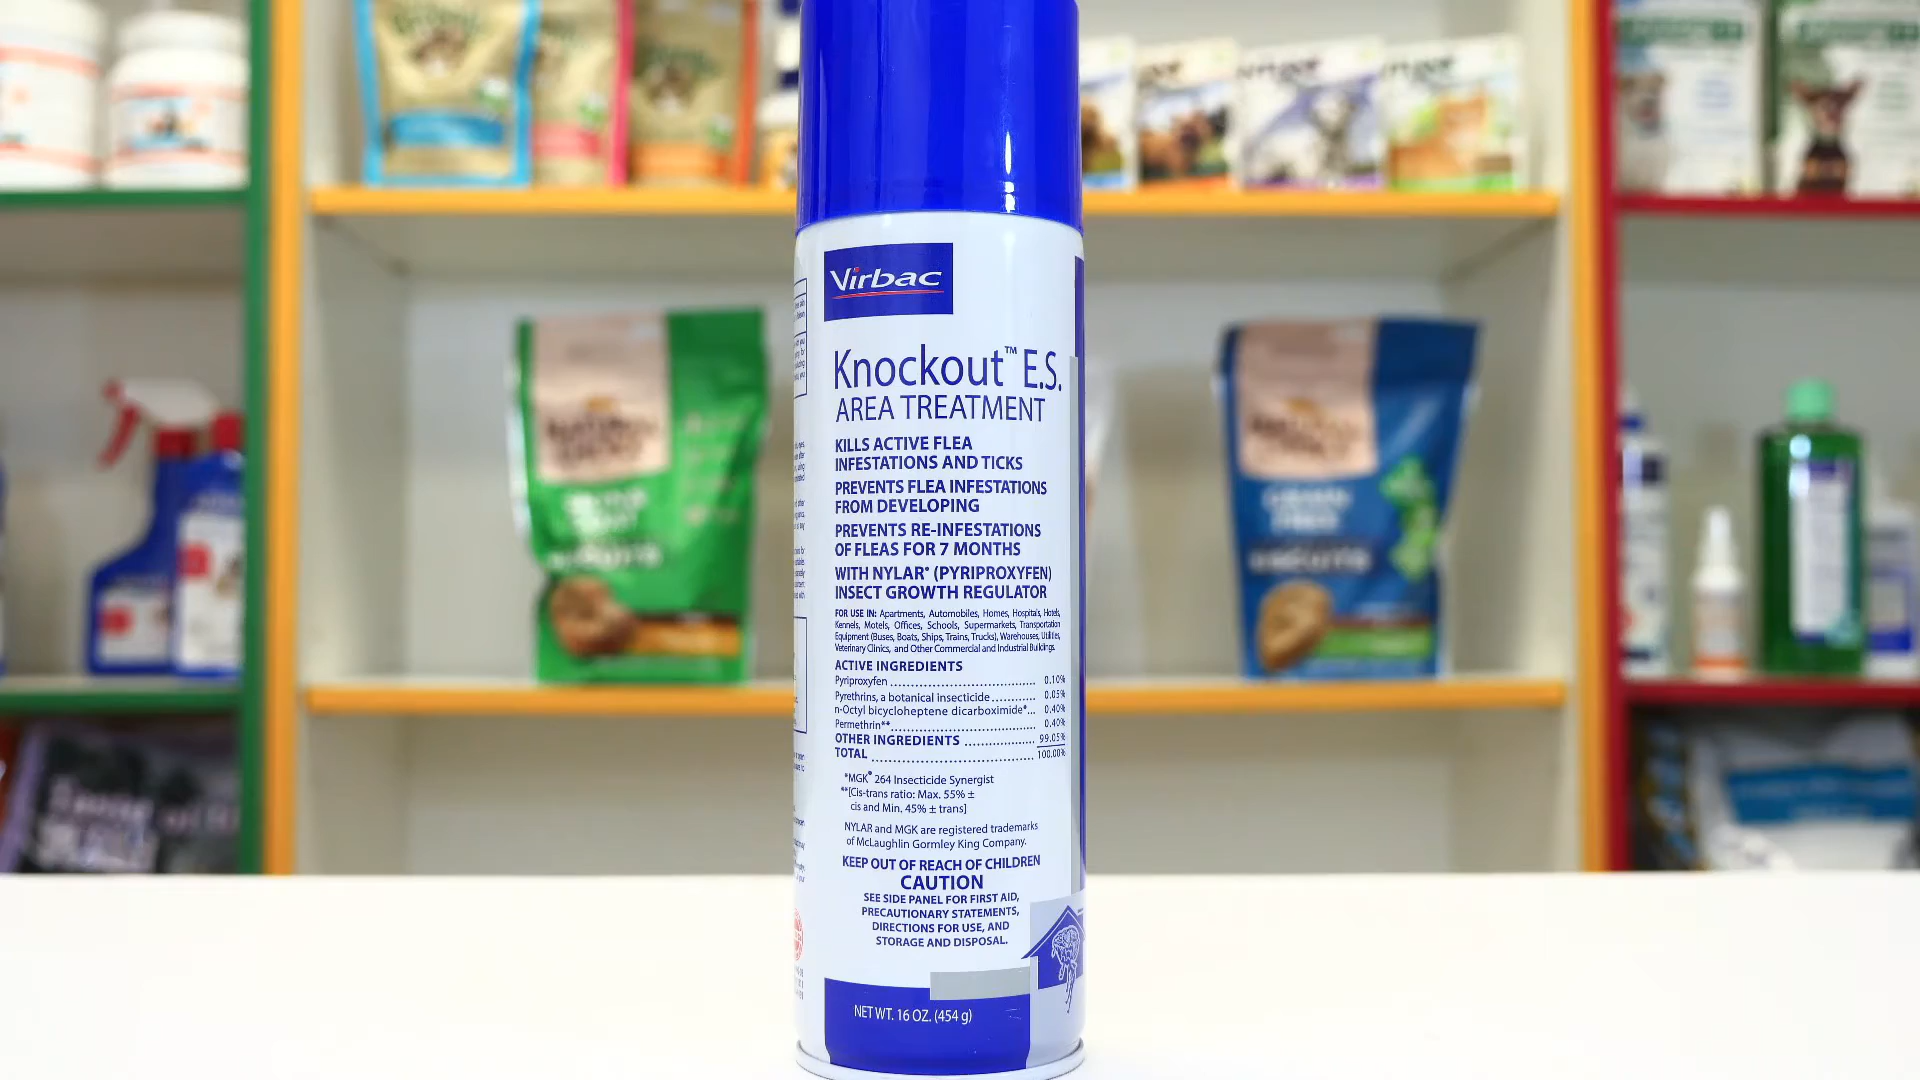 Virbac
Knockout™ E.S.
AREA TREATMENT
KILLS ACTIVE FLEA
INFESTATIONS AND TICKS
PREVENTS FLEA INFESTATIONS
FROM DEVELOPING
PREVENTS RE-INFESTATIONS
OF FLEAS FOR 7 MONTHS
WITH NYLAR® (PYRIPROXYFEN)
INSECT GROWTH REGULATOR
FOR USE IN: Apartments, Automobiles, Homes, Hospitals, Hotels,
Kennels, Motels, Offices, Schools, Supermarkets, Transportation
Equipment (Buses, Boats, Ships, Trains, Trucks), Warehouses, Utilities,
Veterinary Clinics, and Other Commercial and Industrial Buildings.
ACTIVE INGREDIENTS
Pyriproxyfen ........................................ 0.10%
Pyrethrins, a botanical insecticide ............ 0.05%
n-Octyl bicycloheptene dicarboximide*... 0.40%
Permethrin** ........................................ 0.40%
OTHER INGREDIENTS .................... 99.05%
TOTAL ............................................ 100.00%
*MGK® 264 Insecticide Synergist
**[Cis-trans ratio: Max. 55% ±
cis and Min. 45% ± trans]
NYLAR and MGK are registered trademarks
of McLaughlin Gormley King Company.
KEEP OUT OF REACH OF CHILDREN
CAUTION
SEE SIDE PANEL FOR FIRST AID,
PRECAUTIONARY STATEMENTS,
DIRECTIONS FOR USE, AND
STORAGE AND DISPOSAL.
NET WT. 16 OZ. (454 g)